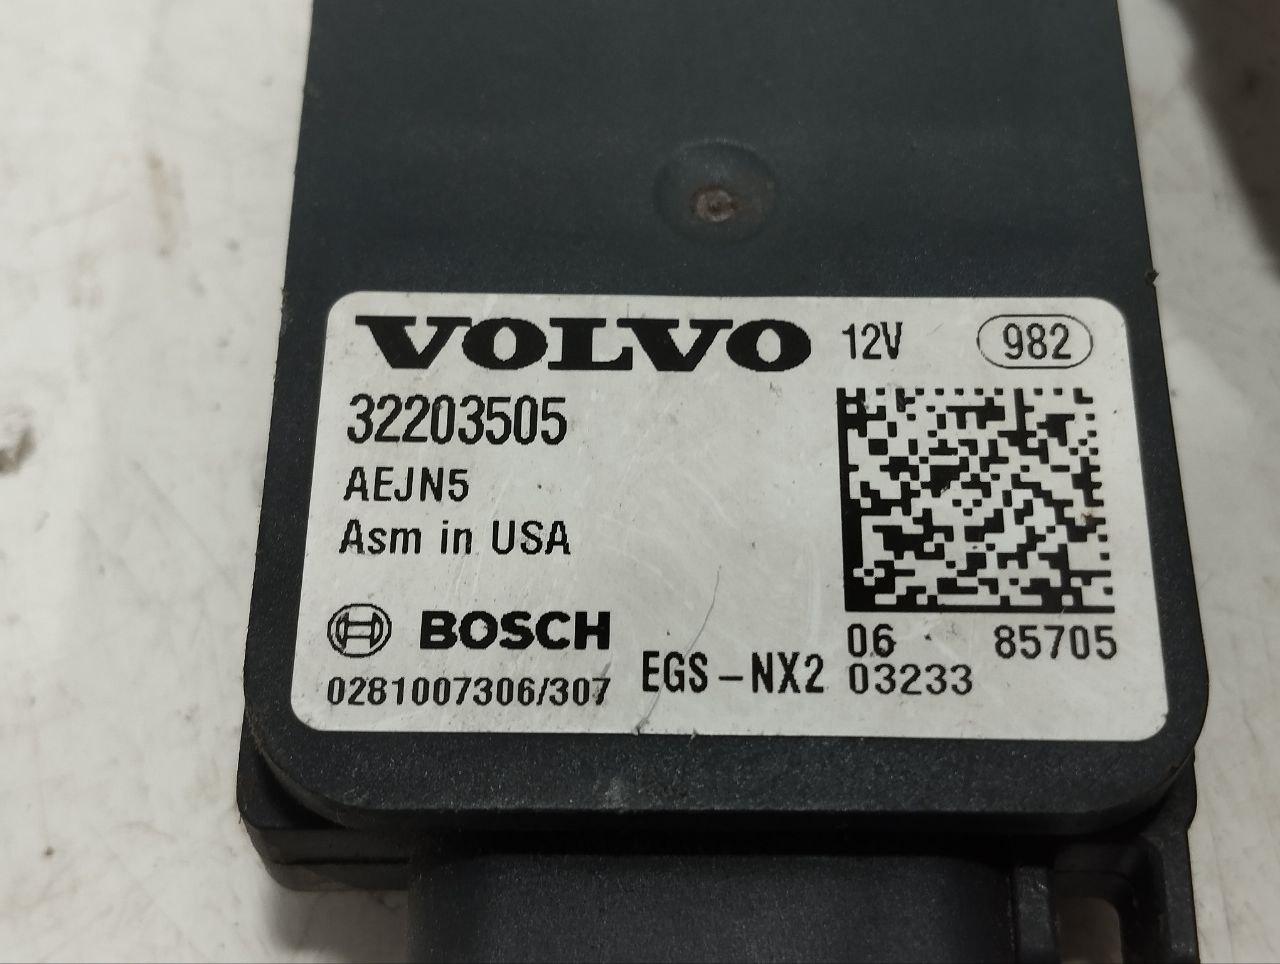 VOLVO 12V 982
32203505
AEJN5
Asm in USA
BOSCH
06 85705
0281007306/307 EGS-NX2 03233